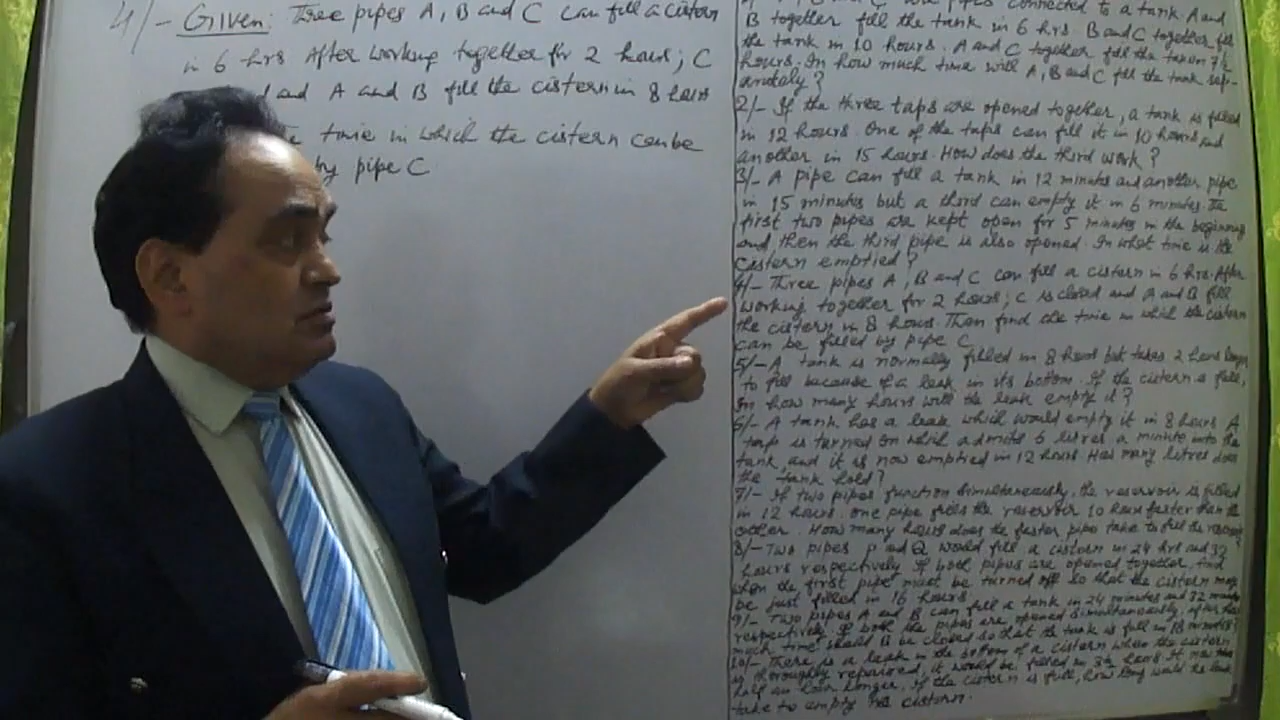 4/- Given: Three pipes A, B and C can fill a cistern
in 6 hrs After working together for 2 hours; C
and A and B fill the cistern in 8 hours
time in which the cistern can be
by pipe C
pipes connected to a tank. A and
B together fill the tank in 6 hrs. B and C together fill
the tank in 10 hours. A and C together fill the taken 7½
hours. In how much time will A, B and C fill the tank sep-
arately?
2/- If the three taps are opened together, a tank is filled
in 12 hours. One of the taps can fill it in 10 hours and
another in 15 hours. How does the third work?
3/- A pipe can fill a tank in 12 minutes and another pipe
in 15 minutes but a third can empty it in 6 minutes. The
first two pipes are kept open for 5 minutes in the beginning
and then the third pipe is also opened. In what time is the
cistern emptied?
4/- Three pipes A, B and C can fill a cistern in 6 hrs. After
working together for 2 hours; C is closed and A and B fill
the cistern in 8 hours. Then find the time in which the cistern
can be filled by pipe C
5/- A tank is normally filled in 8 hours but takes 2 hours longer
to fill because of a leak in its bottom. If the cistern is full,
In how many hours will the leak empty it?
6/- A tank has a leak which would empty it in 8 hours A
tap is turned on which admits 6 litres a minute into the
tank, and it is now emptied in 12 hours How many litres does
the tank hold?
7/- If two pipes function simultaneously, the reservoir is filled
in 12 hours. one pipe fills the reservoir 10 hours faster than the
other. How many hours does the faster pipe take to fill the reservoir
8/- Two pipes P and Q would fill a cistern in 24 hrs and 32
hours respectively If both pipes are opened together, find
when the first pipe must be turned off so that the cistern may
be just filled in 16 hours
9/- Two pipes A and B can fill a tank in 24 minutes and 32 minutes
respectively. If both the pipes are opened simultaneously, after how
much time should B be closed so that the tank is full in 18 minutes?
10/- There is a leak in the bottom of a cistern when the cistern
is thoroughly repaired, it would be filled in 3½ hours. It now takes
half an hour longer. If the cistern is full, how long would the leak
take to empty the cistern.